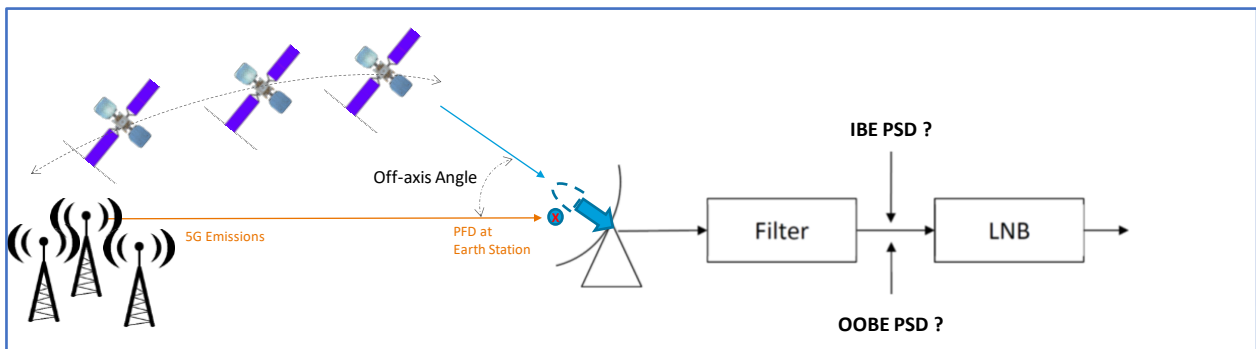 IBE PSD ?
Off-axis Angle
X
5G Emissions
PFD at
Earth Station
Filter
LNB
OOBE PSD ?